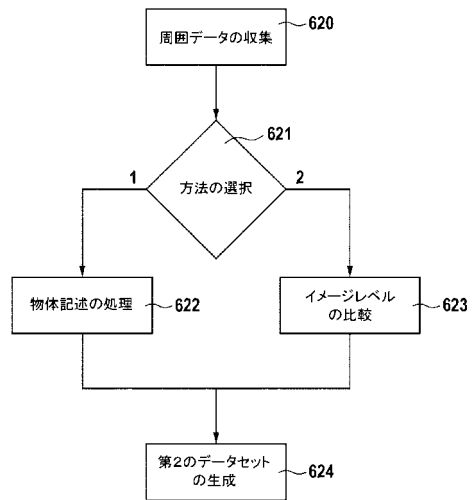 周囲データの収集
620
621
1
方法の選択
2
物体記述の処理
622
イメージレベル
の比較
623
第2のデータセット
の生成
624